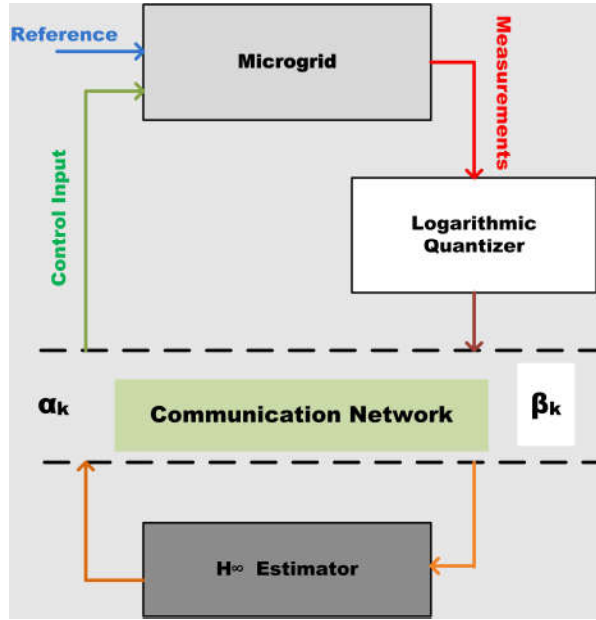 Reference
Microgrid
Measurements
Control Input
Logarithmic
Quantizer
αk
Communication Network
βk
H∞ Estimator